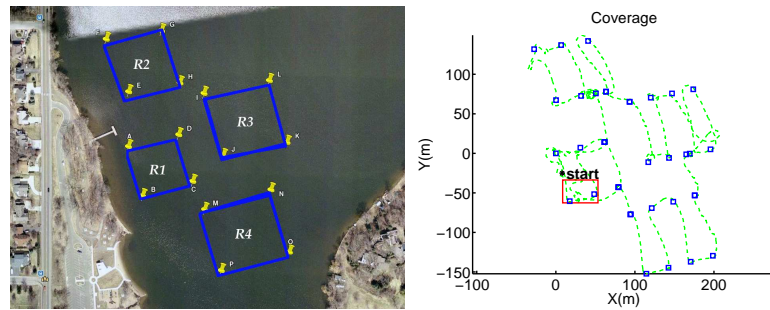 F
G
R2
E
H
L
I
R3
J
K
A
D
R1
B
C
M
N
R4
P
O
Coverage
Y(m)
100
50
0
−50
−100
−150
start
−100
0
100
200
X(m)